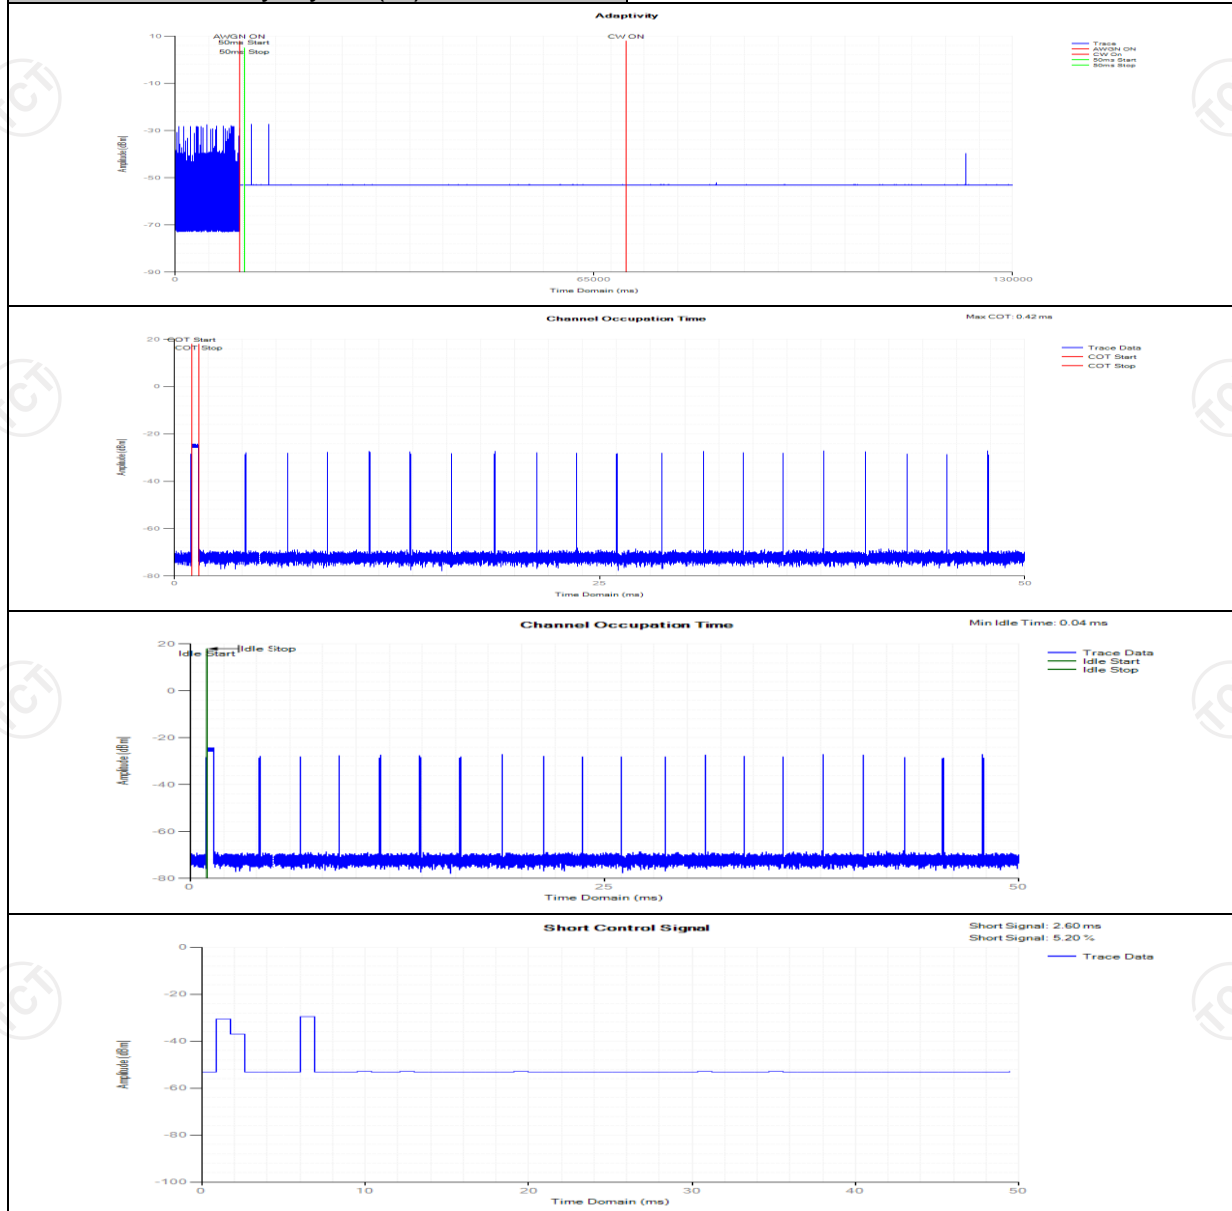 Adaptivity
10
-10
-30
-50
-70
-90
Amplitude (dBm)
AWGN ON
50ms Start
50ms Stop
CW ON
Trace
AWGN ON
CW On
50ms Start
50ms Stop
0
65000
130000
Time Domain (ms)
TCT
Channel Occupation Time
Max COT: 0.42 ms
20
0
-20
-40
-60
-80
Amplitude (dBm)
COT Start
COT Stop
Trace Data
COT Start
COT Stop
0
25
50
Time Domain (ms)
TCT
Channel Occupation Time
Min Idle Time: 0.04 ms
20
0
-20
-40
-60
-80
Amplitude (dBm)
Idle Start
Idle Stop
Trace Data
Idle Start
Idle Stop
0
25
50
Time Domain (ms)
TCT
Short Control Signal
Short Signal: 2.60 ms
Short Signal: 5.20 %
0
-20
-40
-60
-80
-100
Amplitude (dBm)
Trace Data
0
10
20
30
40
50
Time Domain (ms)
TCT